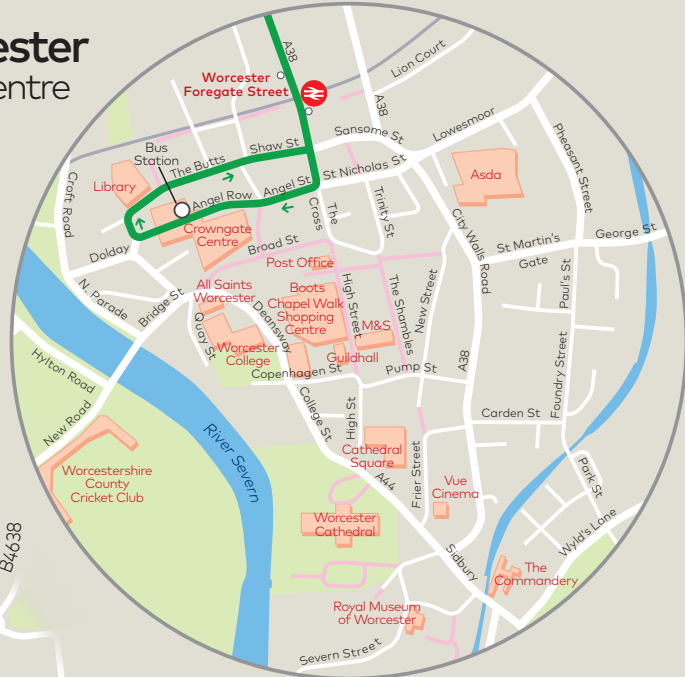 ester
entre
A38
Worcester
Foregate Street
Lion Court
A38
Bus
Station
Shaw St
Sansome St
Lowesmoor
The Butts
Library
Angel Row
Angel St
St Nicholas St
Asda
Pheasant Street
Croft Road
Crowngate
Centre
The
Cross
Trinity St
City Walls Road
Dolday
Broad St
St Martin's
Gate
George St
Post Office
N. Parade
Bridge St
All Saints
Worcester
Deansway
Boots
Chapel Walk
Shopping
Centre
High Street
The Shambles
New Street
Paul's St
Quay St
M&S
Worcester
College
Guildhall
Hylton Road
Copenhagen St
Pump St
A38
Foundry Street
New Road
College St
High St
Carden St
River Severn
Cathedral
Square
Friar Street
Park St
Worcestershire
County
Cricket Club
A44
Vue
Cinema
Worcester
Cathedral
Wyld's Lane
B4638
Sidbury
The
Commandery
Royal Museum
of Worcester
Severn Street